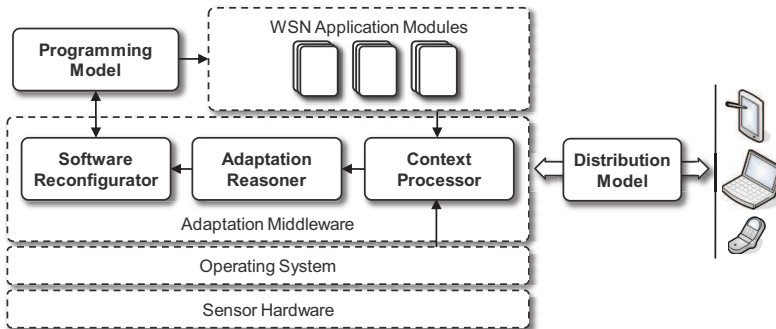 WSN Application Modules
Programming
Model
Software
Reconfigurator
Adaptation
Reasoner
Context
Processor
Distribution
Model
Adaptation Middleware
Operating System
Sensor Hardware